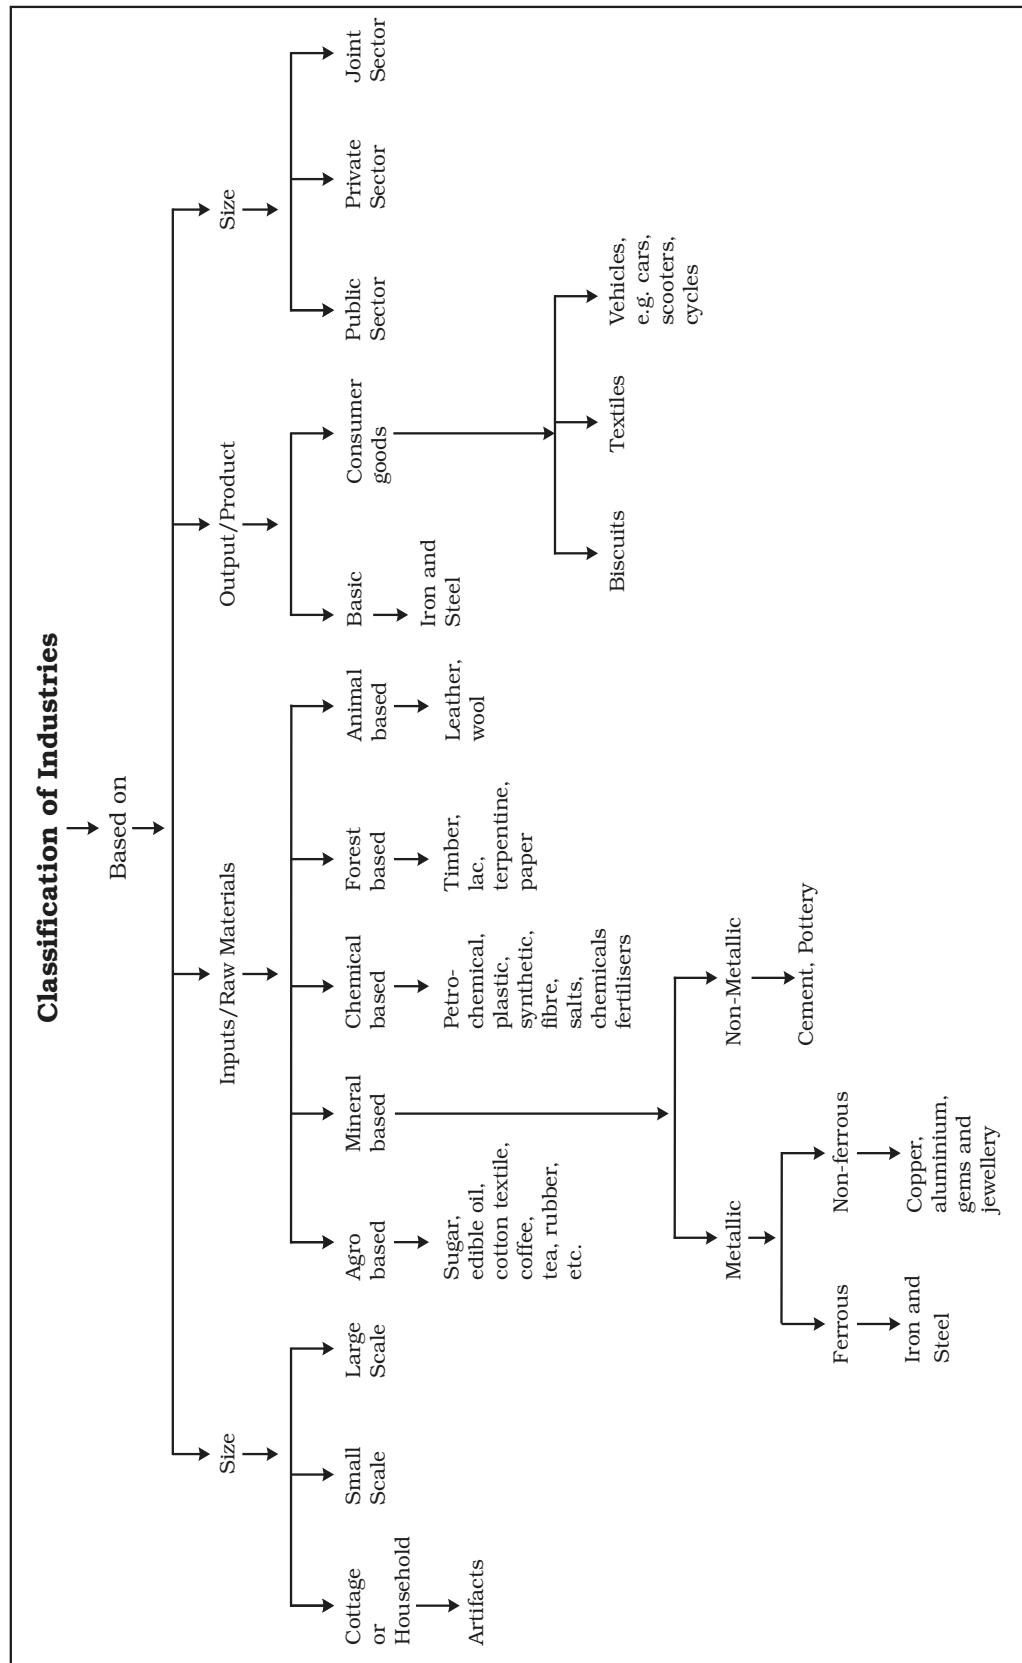 Classification of Industries
Based on
Size
Inputs/Raw Materials
Output/Product
Size
Cottage
or
Household
Small
Scale
Large
Scale
Agro
based
Mineral
based
Chemical
based
Forest
based
Animal
based
Basic
Consumer
goods
Public
Sector
Private
Sector
Joint
Sector
Artifacts
Sugar,
edible oil,
cotton textile,
coffee,
tea, rubber,
etc.
Petro-
chemical,
plastic,
synthetic,
fibre,
salts,
chemicals
fertilisers
Timber,
lac,
terpentine,
paper
Leather,
wool
Iron and
Steel
Biscuits
Textiles
Vehicles,
e.g. cars,
scooters,
cycles
Metallic
Non-Metallic
Cement, Pottery
Ferrous
Non-ferrous
Iron and
Steel
Copper,
aluminium,
gems and
jewellery